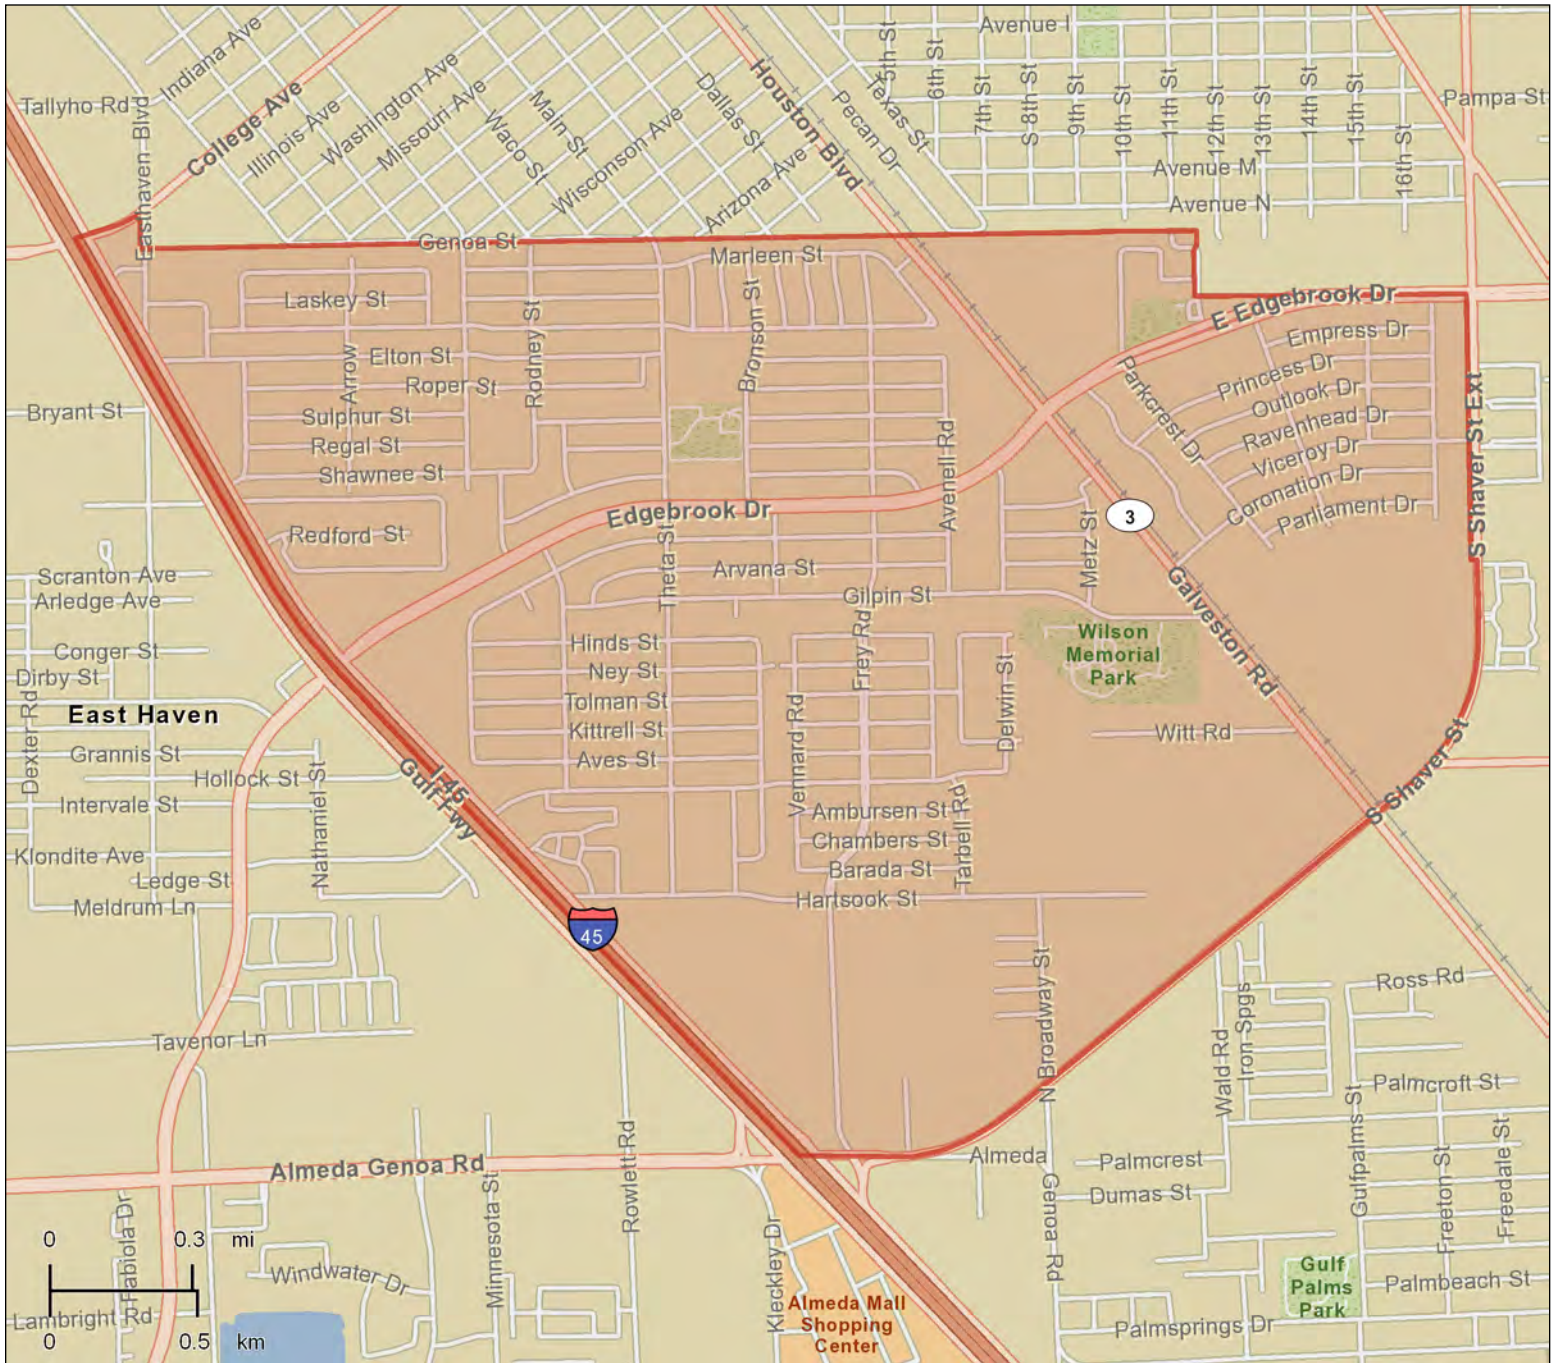 Avenue I
Indiana Ave
5th St
6th St
Tallyho Rd
College Ave
Washington Ave
Houston Blvd
Dallas St
Texas St
Pecan Dr
7th St
S 8th St
9th St
10th St
11th St
12th St
13th St
14th St
15th St
16th St
Pampa St
Illinois Ave
Missouri Ave
Main St
Waco St
Wisconsin Ave
Arizona Ave
Avenue M
Avenue N
Easthaven Blvd
Genoa St
Marleen St
Laskey St
Rodney St
Bronson St
E Edgebrook Dr
Empress Dr
Elton St
Arrow
Roper St
Parkcrest Dr
Princess Dr
Outlook Dr
Bryant St
Sulphur St
Ravenhead Dr
S Shaver St Ext
Regal St
Viceroy Dr
Shawnee St
Avenell Rd
Coronation Dr
Parliament Dr
Edgebrook Dr
3
Redford St
Theta St
Metz St
Scranton Ave
Arvana St
Arledge Ave
Gilpin St
Galveston Rd
Hinds St
Frey Rd
Wilson
Memorial
Park
Conger St
Dirby St
Ney St
Delwin St
East Haven
Dexter Rd
Tolman St
Kittrell St
Vennard Rd
Witt Rd
Grannis St
Aves St
S Shaver St
Hollock St
Nathaniel St
I-45
Gulf Fwy
Intervale St
Ambursen St
Tarbell Rd
Chambers St
Klondite Ave
Barada St
Ledge St
Meldrum Ln
Hartsook St
45
N Broadway St
Ross Rd
Iron Spgs
Wald Rd
Tavenor Ln
Palmcroft St
Gulfpalms St
Rowlett Rd
Almeda Genoa Rd
Almeda
Genoa Rd
Palmcrest
Dumas St
Freeton St
Freedale St
Fabiola Dr
Minnesota St
Kleckley Dr
0 0.3 mi
Windwater Dr
Gulf
Palms
Park
Palmbeach St
Lambright Rd
Almeda Mall
Shopping
Center
Palmsprings Dr
0 0.5 km